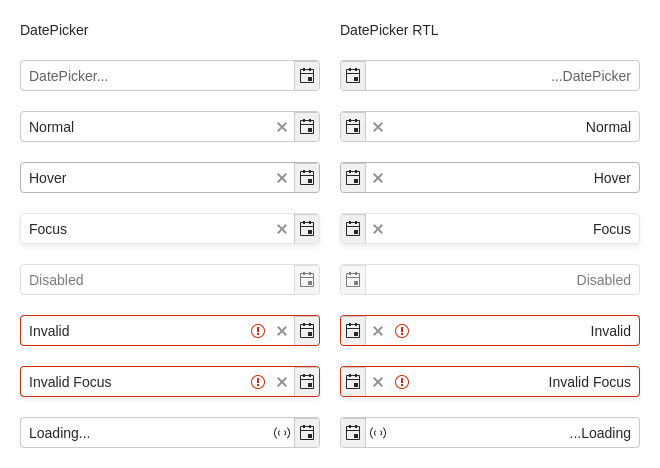 DatePicker
DatePicker RTL
DatePicker...
...DatePicker
Normal
Normal
Hover
Hover
Focus
Focus
Disabled
Disabled
Invalid
Invalid
Invalid Focus
Invalid Focus
Loading...
...Loading